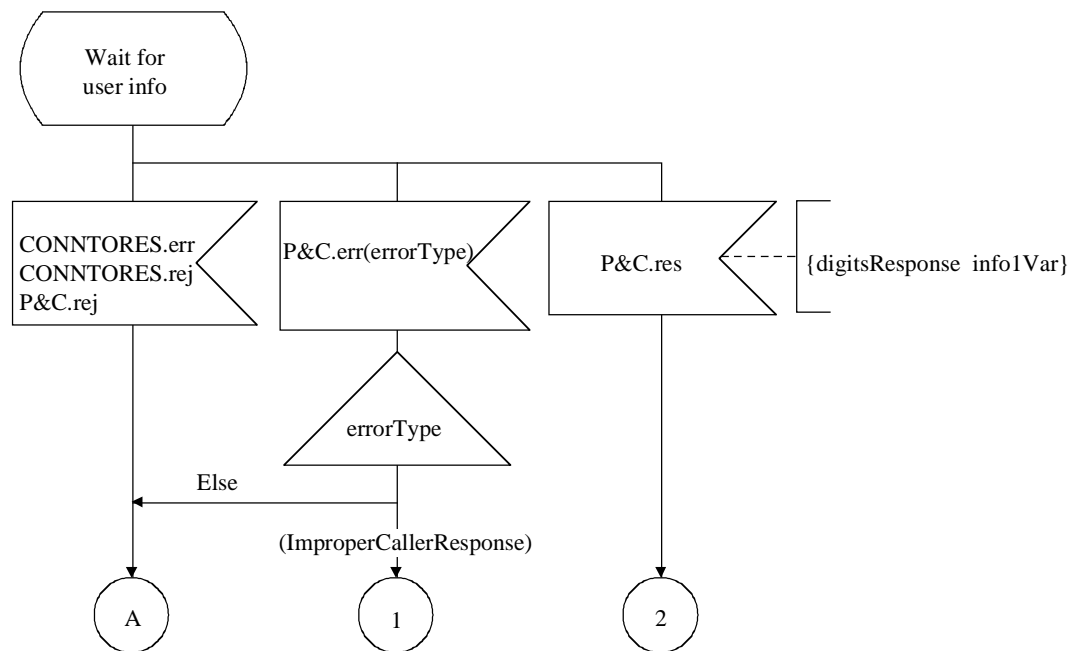 Wait for
user info
CONNTORES.err
CONNTORES.rej
P&C.rej
P&C.err(errorType)
P&C.res
{digitsResponse info1Var}
errorType
Else
(ImproperCallerResponse)
A
1
2